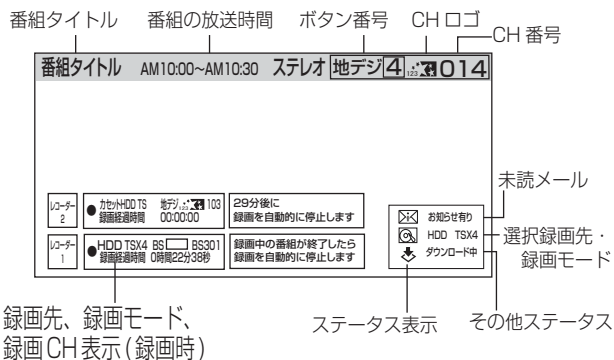 番組タイトル 番組の放送時間 ボタン番号 CH ロゴ
CH 番号
番組タイトル AM10:00~AM10:30 ステレオ 地デジ 4 123 014
未読メール
レコーダー 2 ● カセットHDD TS 地デジ 123 103 29分後に
録画経過時間 00:00:00 録画を自動的に停止します
お知らせ有り
レコーダー 1 ● HDD TSX4 BS BS301 録画中の番組が終了したら
録画経過時間 0時間22分38秒 録画を自動的に停止します
HDD TSX4
ダウンロード中
選択録画先・
録画モード
録画先、録画モード、
録画 CH 表示 ( 録画時 )
ステータス表示 その他ステータス